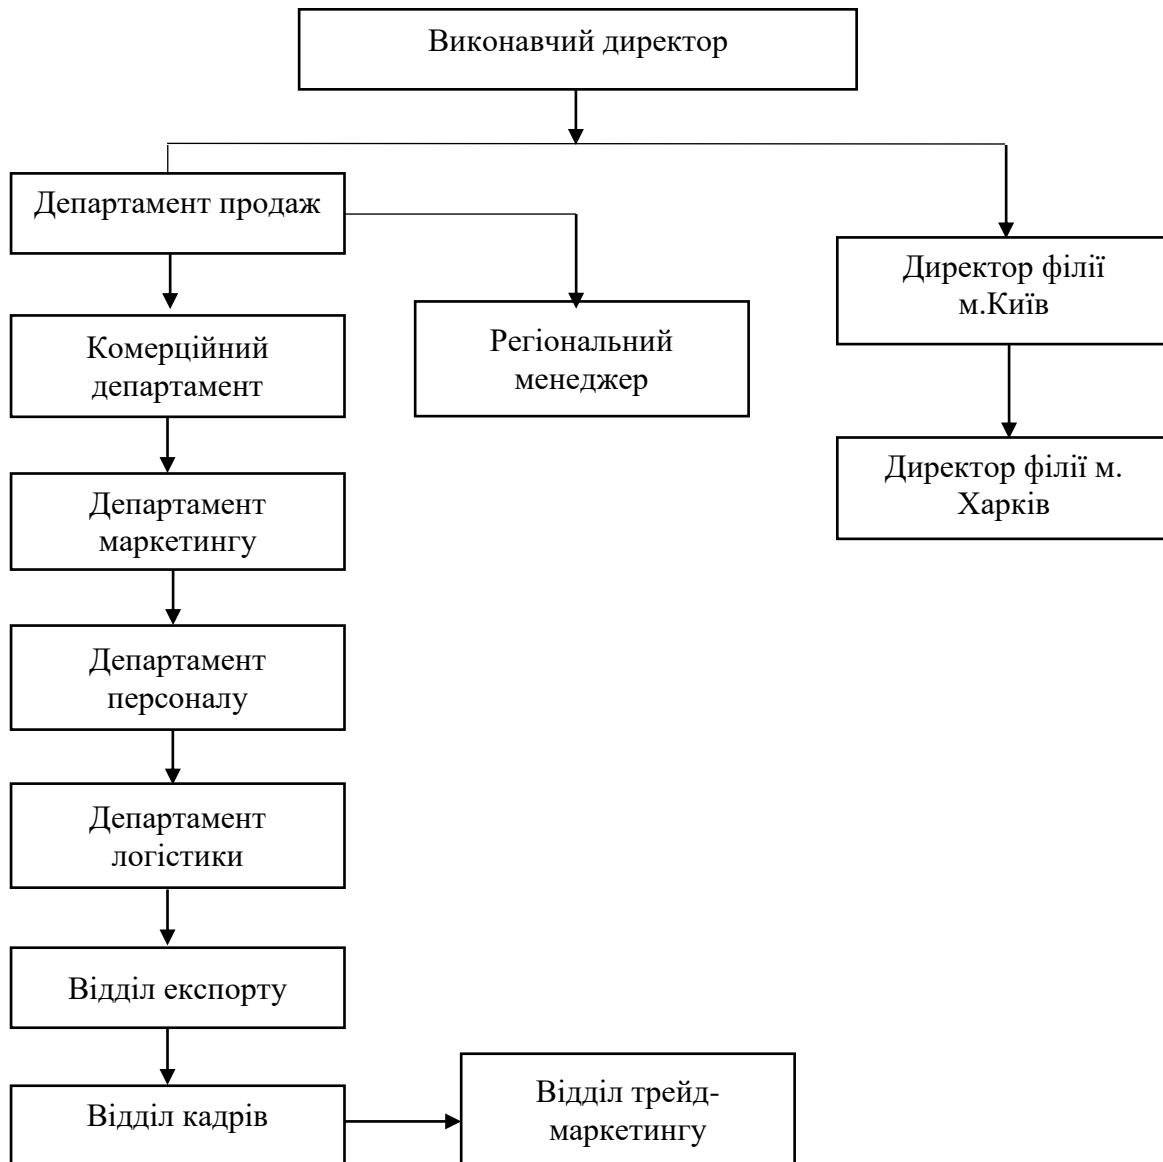 Виконавчий директор
Департамент продаж
Директор філії
м.Київ
Регіональний
менеджер
Комерційний
департамент
Директор філії м.
Харків
Департамент
маркетингу
Департамент
персоналу
Департамент
логістики
Відділ експорту
Відділ кадрів
Відділ трейд-
маркетингу